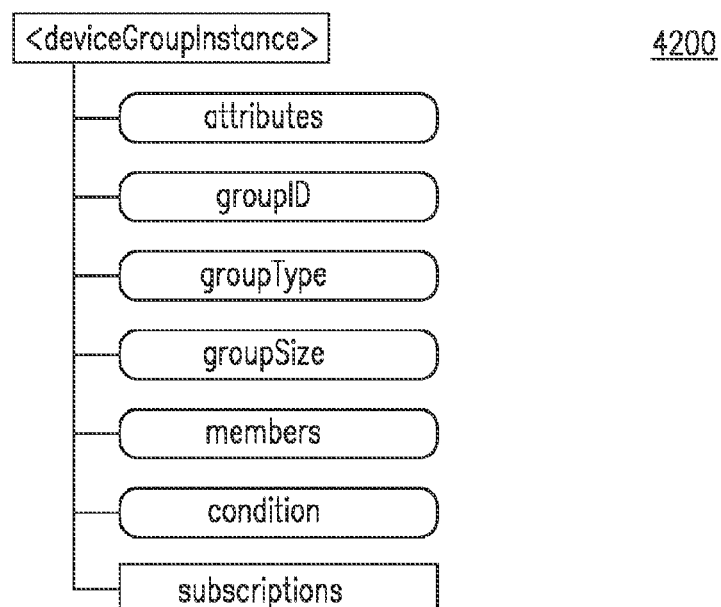 <deviceGroupInstance>
4200
attributes
groupID
groupType
groupSize
members
condition
subscriptions